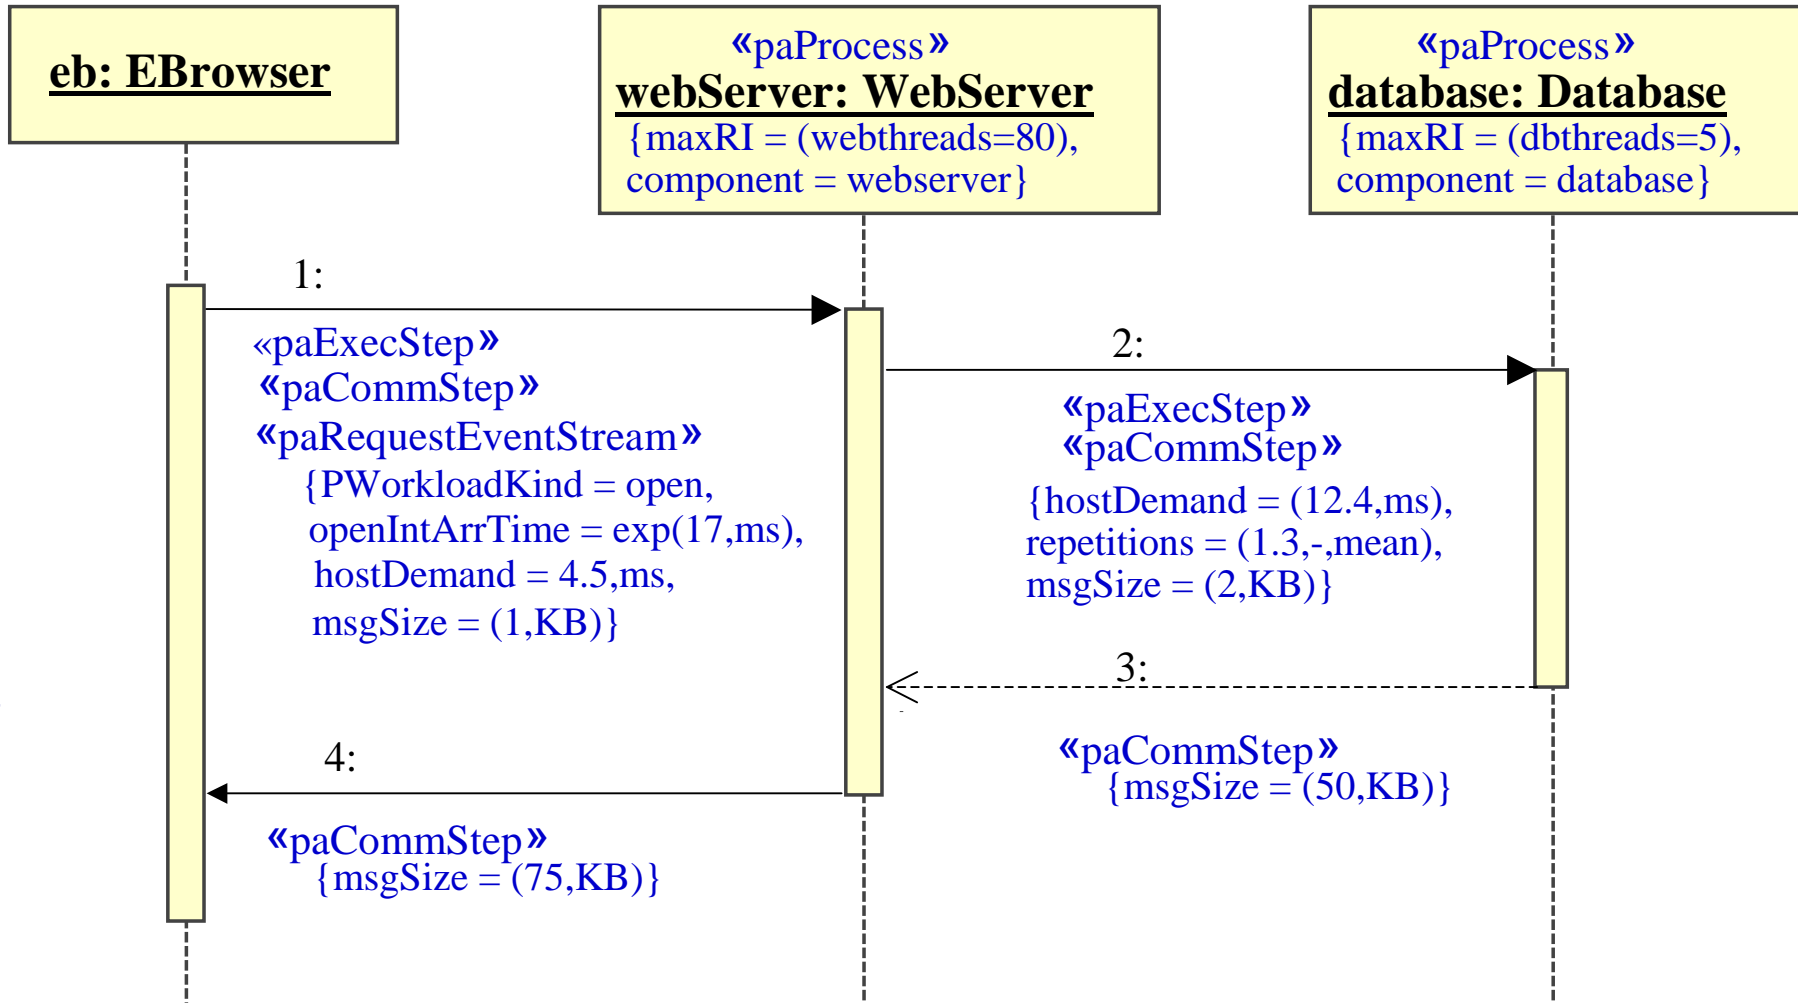 eb: EBrowser
«paProcess»
webServer: WebServer
{maxRI = (webthreads=80),
component = webserver}
«paProcess»
database: Database
{maxRI = (dbthreads=5),
component = database}
1:
«paExecStep»
«paCommStep»
«paRequestEventStream»
{PWorkloadKind = open,
openIntArrTime = exp(17,ms),
hostDemand = 4.5,ms,
msgSize = (1,KB)}
2:
«paExecStep»
«paCommStep»
{hostDemand = (12.4,ms),
repetitions = (1.3,-,mean),
msgSize = (2,KB)}
3:
«paCommStep»
{msgSize = (50,KB)}
4:
«paCommStep»
{msgSize = (75,KB)}